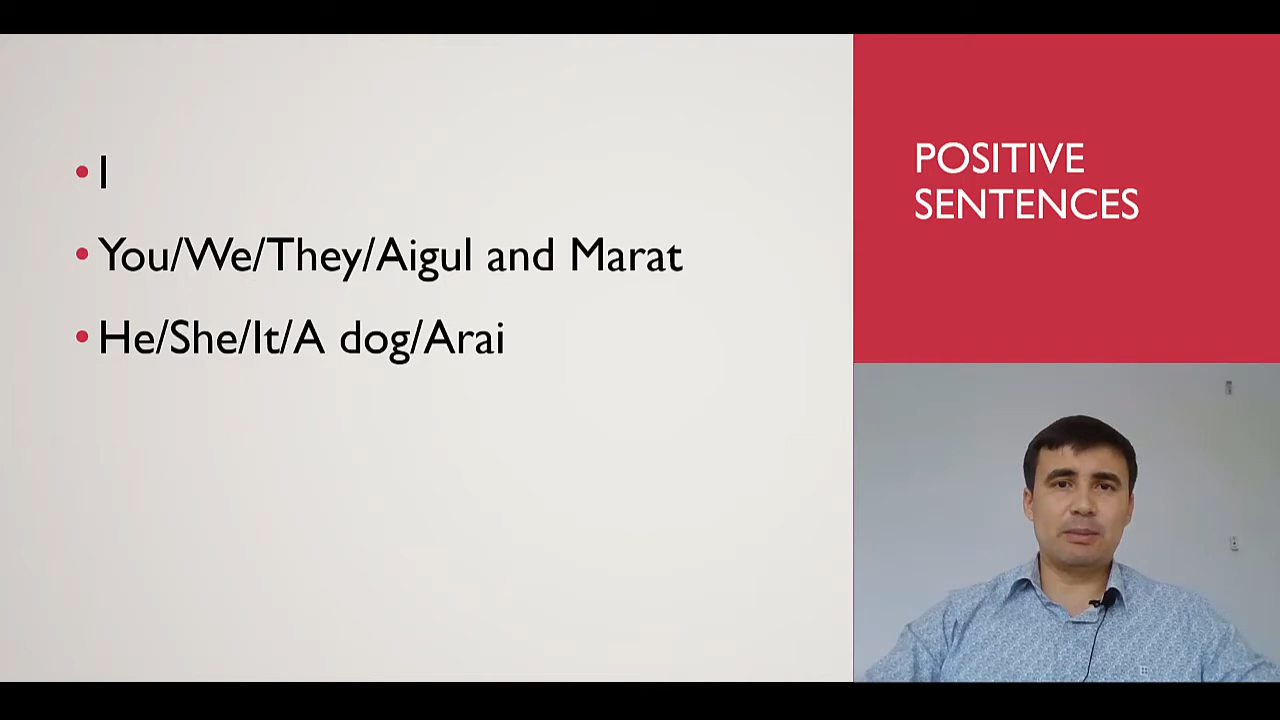 • I
• You/We/They/Aigul and Marat
• He/She/It/A dog/Arai
POSITIVE
SENTENCES